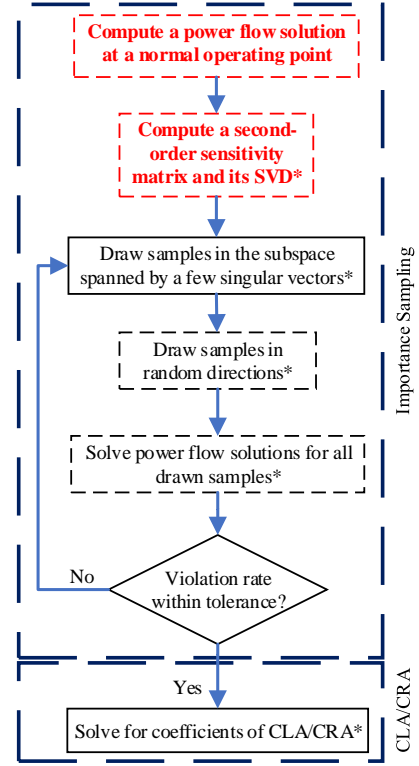 Compute a power flow solution
at a normal operating point
Compute a second-
order sensitivity
matrix and its SVD*
Draw samples in the subspace
spanned by a few singular vectors*
Draw samples in
random directions*
Solve power flow solutions for all
drawn samples*
No
Violation rate
within tolerance?
Importance Sampling
Yes
Solve for coefficients of CLA/CRA*
CLA/CRA